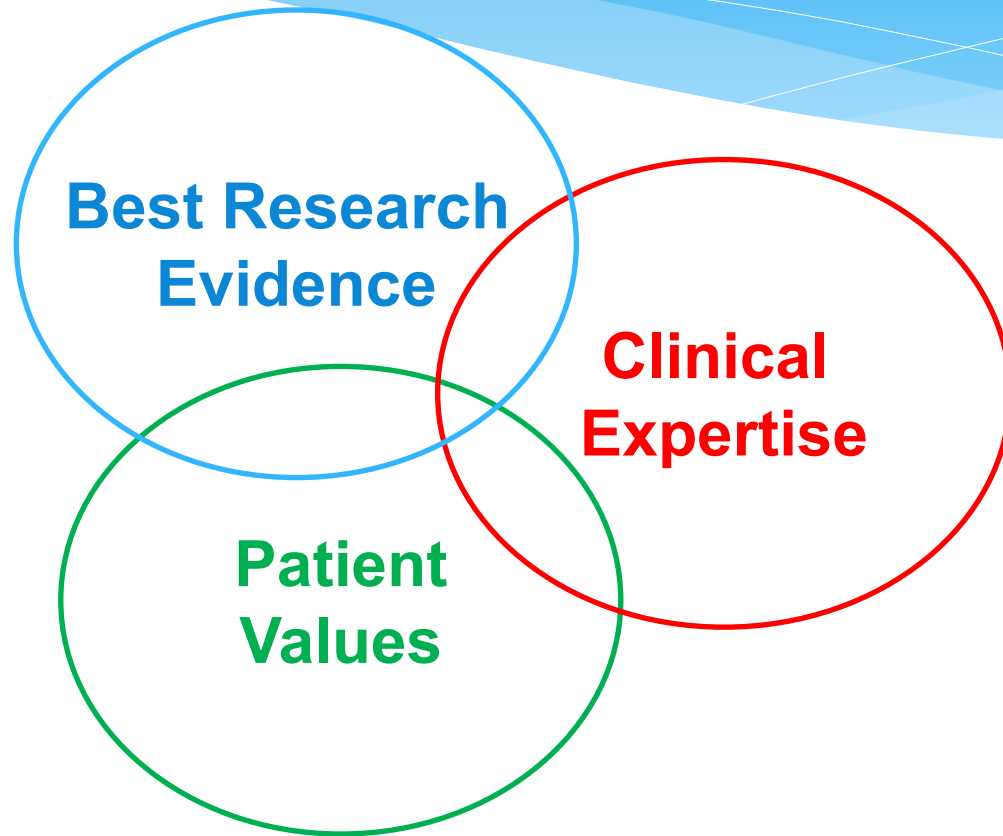 Best Research
Evidence
Clinical
Expertise
Patient
Values